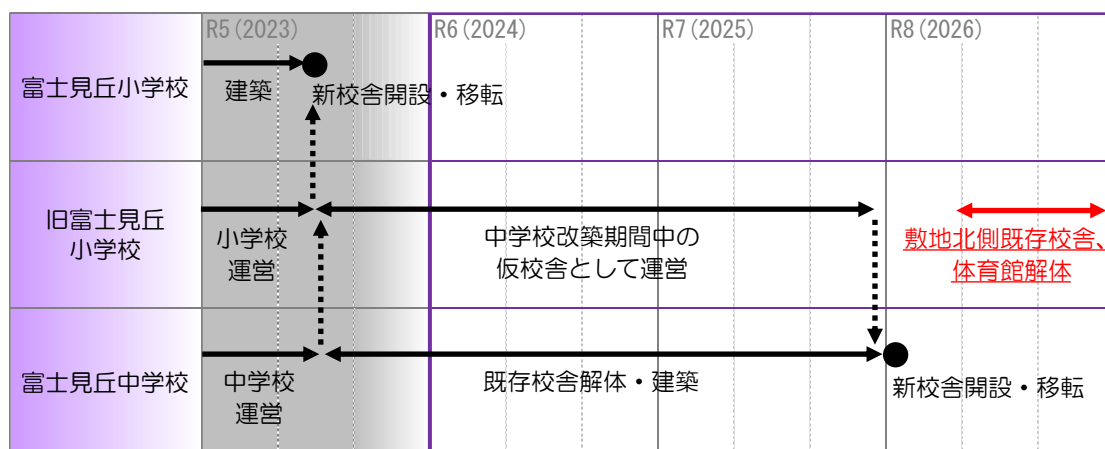 R5(2023)
R6(2024)
R7(2025)
R8(2026)
富士見丘小学校
建築
新校舎開設・移転
旧富士見丘
小学校
小学校
運営
中学校改築期間中の
仮校舎として運営
敷地北側既存校舎、
体育館解体
富士見丘中学校
中学校
運営
既存校舎解体・建築
新校舎開設・移転